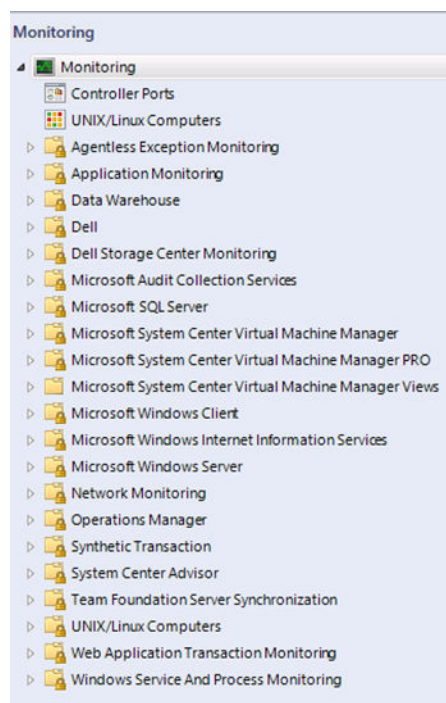 Monitoring
Monitoring
Controller Ports
UNIX/Linux Computers
Agentless Exception Monitoring
Application Monitoring
Data Warehouse
Dell
Dell Storage Center Monitoring
Microsoft Audit Collection Services
Microsoft SQL Server
Microsoft System Center Virtual Machine Manager
Microsoft System Center Virtual Machine Manager PRO
Microsoft System Center Virtual Machine Manager Views
Microsoft Windows Client
Microsoft Windows Internet Information Services
Microsoft Windows Server
Network Monitoring
Operations Manager
Synthetic Transaction
System Center Advisor
Team Foundation Server Synchronization
UNIX/Linux Computers
Web Application Transaction Monitoring
Windows Service And Process Monitoring